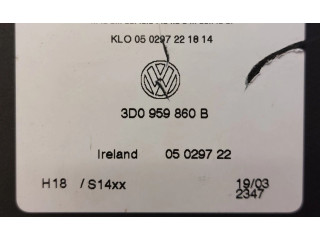 KLO 05 0297 22 18 14
3D0 959 860 B
Ireland 05 0297 22
H18 / S14xx 19/03
2347